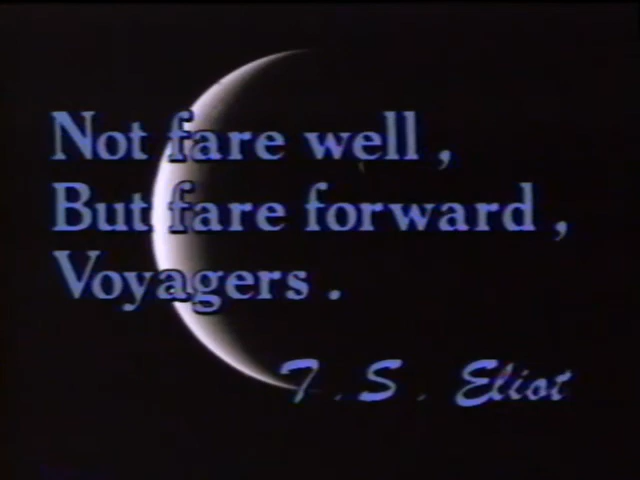 Not fare well ,
But fare forward ,
Voyagers .
T . S . Eliot